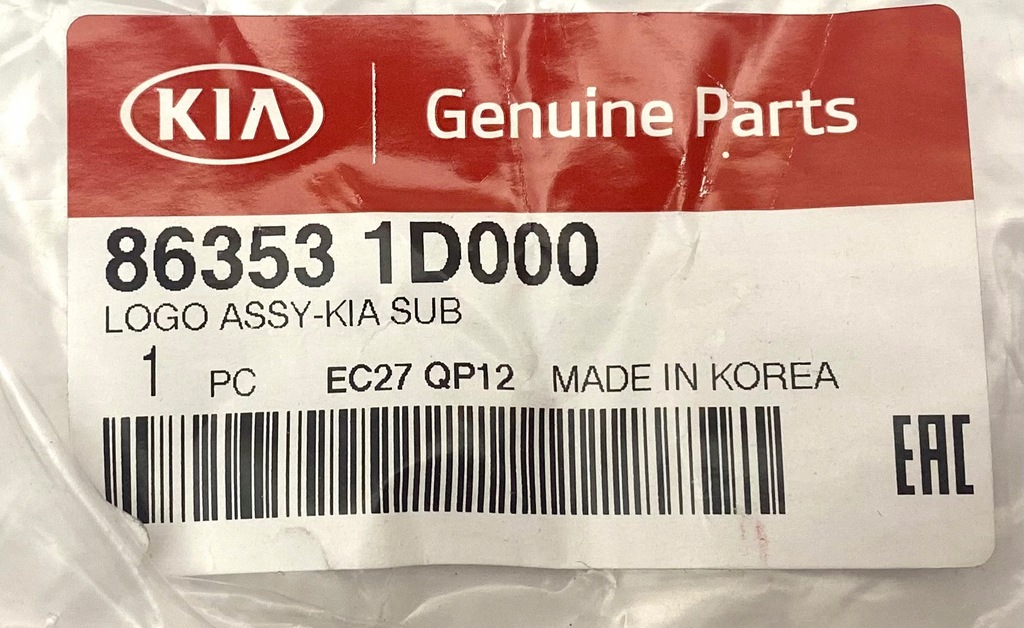 KIA Genuine Parts
86353 1D000
LOGO ASSY-KIA SUB
1 PC EC27 QP12 MADE IN KOREA
EAC